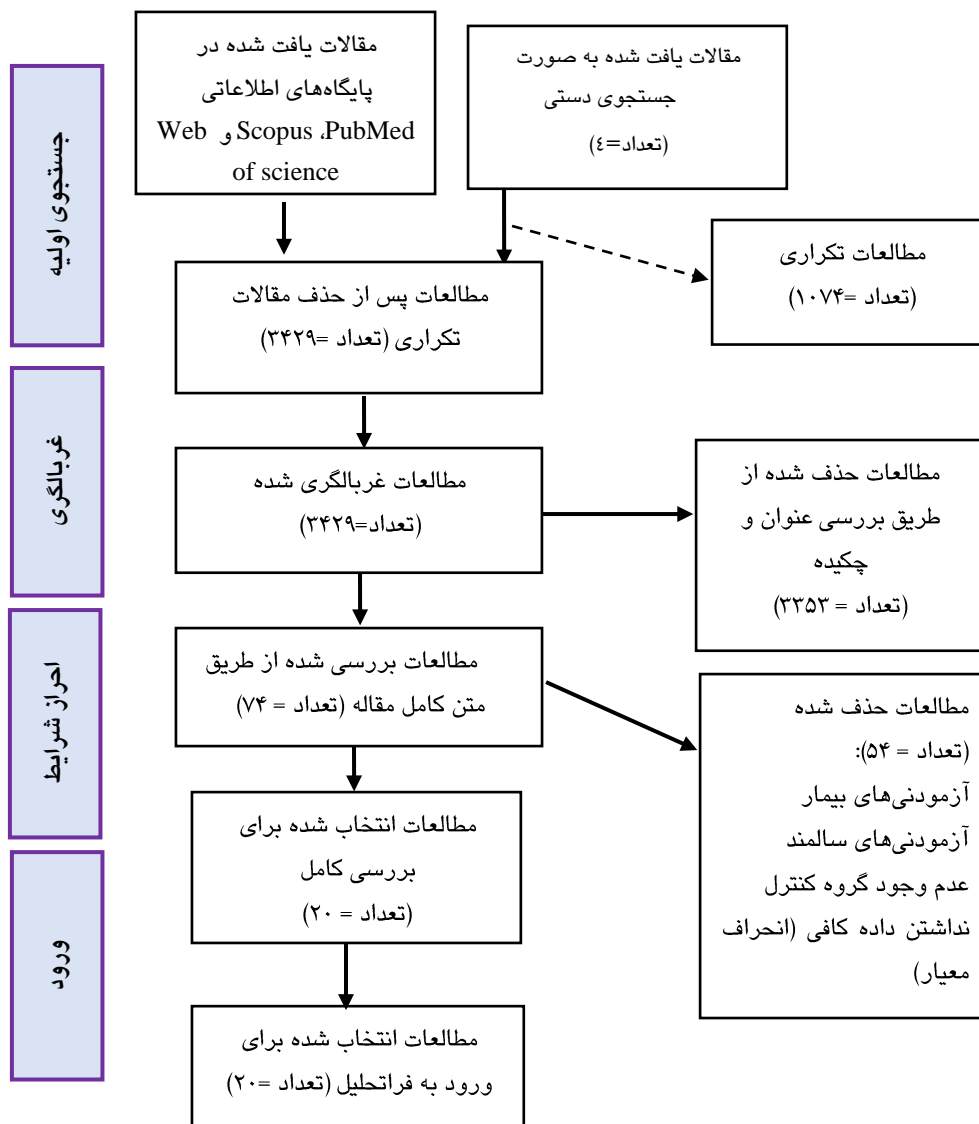 جستجوی اولیه
مقالات یافت شده در
پایگاه‌های اطلاعاتی
Scopus ،PubMed و Web
of science
مقالات یافت شده به صورت
جستجوی دستی
(تعداد=٤)
مطالعات تکراری
(تعداد =۱۰۷۴)
مطالعات پس از حذف مقالات
تکراری (تعداد =۳۴۲۹)
غربالگری
مطالعات غربالگری شده
(تعداد=۳۴۲۹)
مطالعات حذف شده از
طریق بررسی عنوان و
چکیده
(تعداد = ۳۳۵۳)
احراز شرایط
مطالعات بررسی شده از طریق
متن کامل مقاله (تعداد = ۷۴)
مطالعات حذف شده
(تعداد = ۵۴):
آزمودنی‌های بیمار
آزمودنی‌های سالمند
عدم وجود گروه کنترل
نداشتن داده کافی (انحراف
معیار)
مطالعات انتخاب شده برای
بررسی کامل
(تعداد = ۲۰)
ورود
مطالعات انتخاب شده برای
ورود به فراتحلیل (تعداد =۲۰)